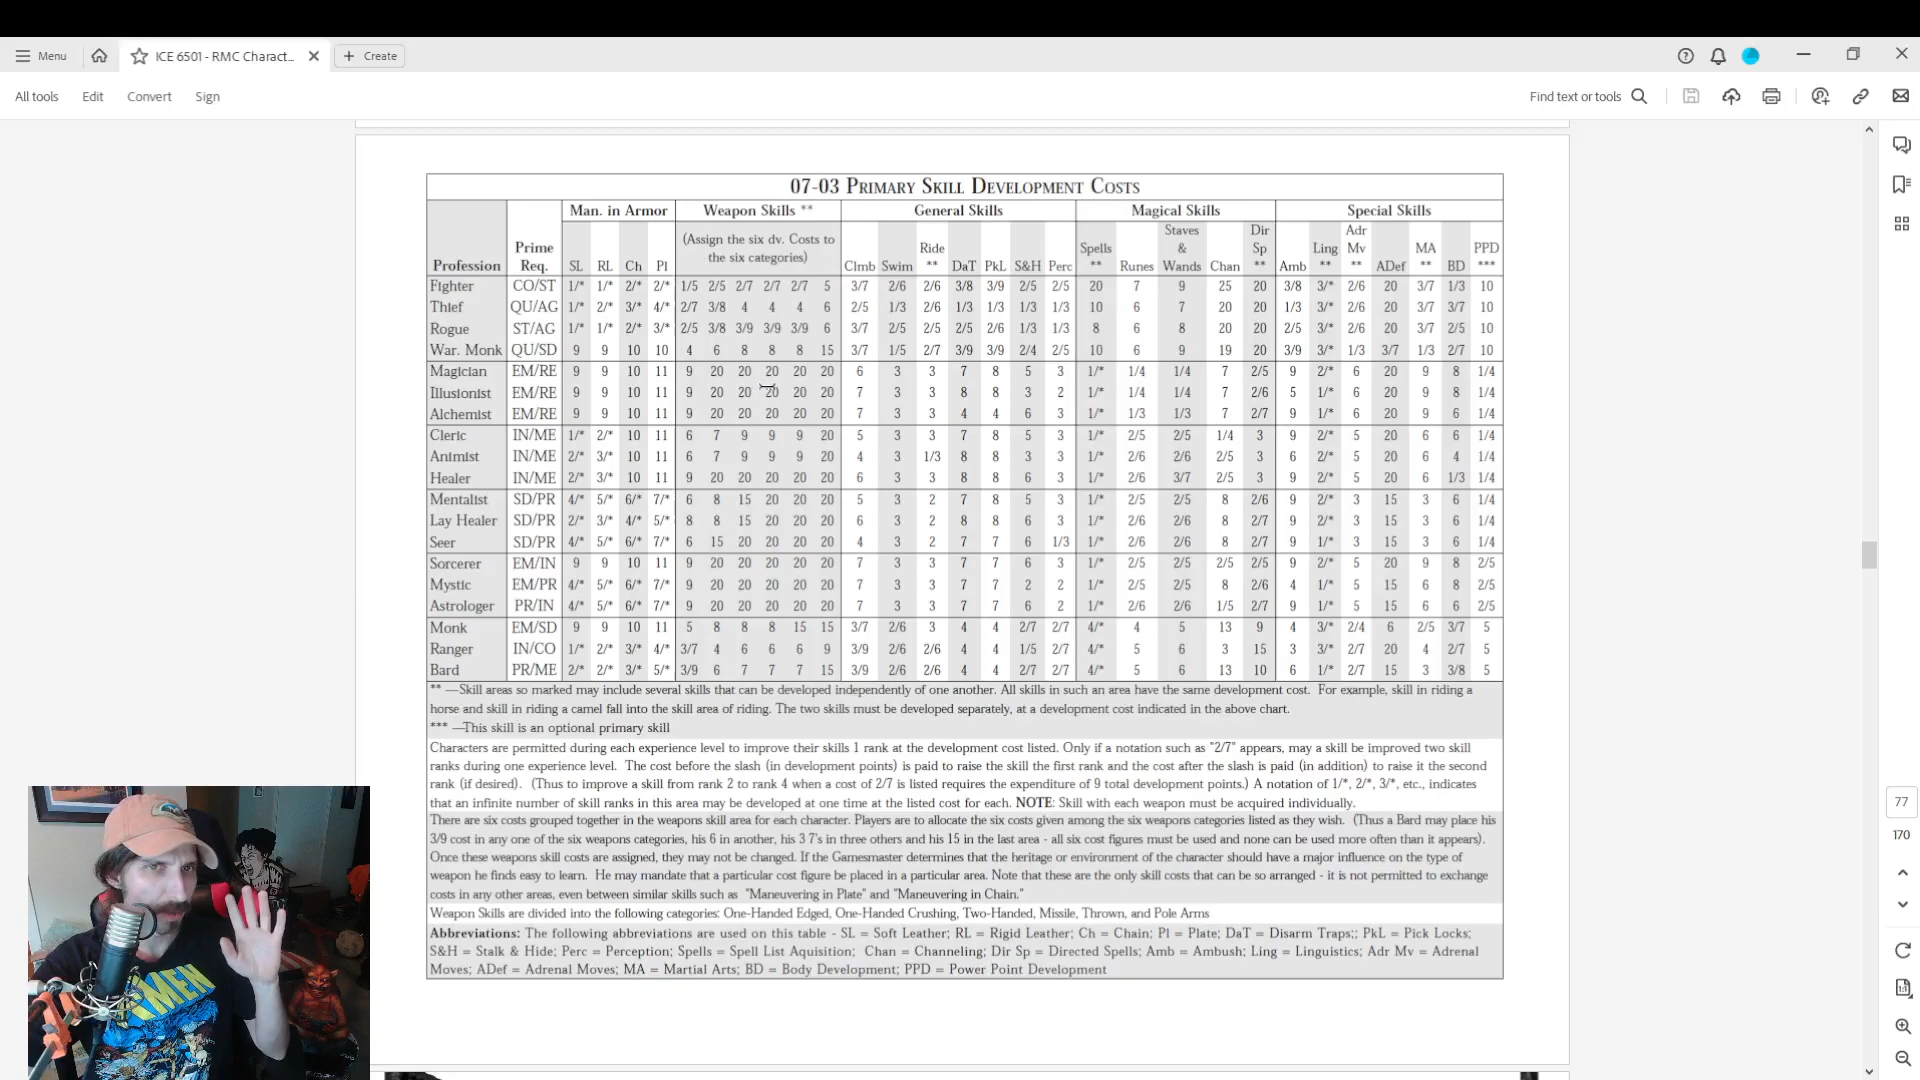 Menu
ICE 6501 - RMC Charact...
Create
All tools Edit Convert Sign
Find text or tools
07-03 Primary Skill Development Costs
Man. in Armor Weapon Skills ** General Skills Magical Skills Special Skills
Profession Prime Req. SL RL Ch Pl (Assign the six dv. Costs to the six categories) Clmb Swim Ride ** DaT PkL S&H Perc Spells ** Runes Staves & Wands Chan Dir Sp ** Amb Ling ** Adr Mv ** ADef MA ** BD PPD ***
Fighter CO/ST 1/* 1/* 2/* 2/* 1/5 2/5 2/7 2/7 2/7 5 3/7 2/6 2/6 3/8 3/9 2/5 2/5 20 7 9 25 20 3/8 3/* 2/6 20 3/7 1/3 10
Thief QU/AG 1/* 2/* 3/* 4/* 2/7 3/8 4 4 4 6 2/5 1/3 2/6 1/3 1/3 1/3 1/3 10 6 7 20 20 1/3 3/* 2/6 20 3/7 3/7 10
Rogue ST/AG 1/* 1/* 2/* 3/* 2/5 3/8 3/9 3/9 3/9 6 3/7 2/5 2/5 2/5 2/6 1/3 1/3 8 6 8 20 20 2/5 3/* 2/6 20 3/7 2/5 10
War. Monk QU/SD 9 9 10 10 4 6 8 8 8 15 3/7 1/5 2/7 3/9 3/9 2/4 2/5 10 6 9 19 20 3/9 3/* 1/3 3/7 1/3 2/7 10
Magician EM/RE 9 9 10 11 9 20 20 20 20 20 6 3 3 7 8 5 3 1/* 1/4 1/4 7 2/5 9 2/* 6 20 9 8 1/4
Illusionist EM/RE 9 9 10 11 9 20 20 20 20 20 7 3 3 8 8 3 2 1/* 1/4 1/4 7 2/6 5 1/* 6 20 9 8 1/4
Alchemist EM/RE 9 9 10 11 9 20 20 20 20 20 7 3 3 4 4 6 3 1/* 1/3 1/3 7 2/7 9 1/* 6 20 9 6 1/4
Cleric IN/ME 1/* 2/* 10 11 6 7 9 9 9 20 5 3 3 7 8 5 3 1/* 2/5 2/5 1/4 3 9 2/* 5 20 6 6 1/4
Animist IN/ME 2/* 3/* 10 11 6 7 9 9 9 20 4 3 1/3 8 8 3 3 1/* 2/6 2/6 2/5 3 6 2/* 5 20 6 4 1/4
Healer IN/ME 2/* 3/* 10 11 9 20 20 20 20 20 6 3 3 8 8 6 3 1/* 2/6 3/7 2/5 3 9 2/* 5 20 6 1/3 1/4
Mentalist SD/PR 4/* 5/* 6/* 7/* 6 8 15 20 20 20 5 3 2 7 8 5 3 1/* 2/5 2/5 8 2/6 9 2/* 3 15 3 6 1/4
Lay Healer SD/PR 2/* 3/* 4/* 5/* 8 8 15 20 20 20 6 3 2 8 8 6 3 1/* 2/6 2/6 8 2/7 9 2/* 3 15 3 6 1/4
Seer SD/PR 4/* 5/* 6/* 7/* 6 15 20 20 20 20 4 3 2 7 7 6 1/3 1/* 2/6 2/6 8 2/7 9 1/* 3 15 3 6 1/4
Sorcerer EM/IN 9 9 10 11 9 20 20 20 20 20 7 3 3 7 7 6 3 1/* 2/5 2/5 2/5 2/5 9 2/* 5 20 9 8 2/5
Mystic EM/PR 4/* 5/* 6/* 7/* 9 20 20 20 20 20 7 3 3 7 7 2 2 1/* 2/5 2/5 8 2/6 4 1/* 5 15 6 8 2/5
Astrologer PR/IN 4/* 5/* 6/* 7/* 9 20 20 20 20 20 7 3 3 7 7 6 2 1/* 2/6 2/6 1/5 2/7 9 1/* 5 15 6 6 2/5
Monk EM/SD 9 9 10 11 5 8 8 8 15 15 3/7 2/6 3 4 4 2/7 2/7 4/* 4 5 13 9 4 3/* 2/4 6 2/5 3/7 5
Ranger IN/CO 1/* 2/* 3/* 4/* 3/7 4 6 6 6 9 3/9 2/6 2/6 4 4 1/5 2/7 4/* 5 6 3 15 3 3/* 2/7 20 4 2/7 5
Bard PR/ME 2/* 2/* 3/* 5/* 3/9 6 7 7 7 15 3/9 2/6 2/6 4 4 2/7 2/7 4/* 5 6 13 10 6 1/* 2/7 15 3 3/8 5
** —Skill areas so marked may include several skills that can be developed independently of one another. All skills in such an area have the same development cost. For example, skill in riding a
horse and skill in riding a camel fall into the skill area of riding. The two skills must be developed separately, at a development cost indicated in the above chart.
*** —This skill is an optional primary skill
Characters are permitted during each experience level to improve their skills 1 rank at the development cost listed. Only if a notation such as "2/7" appears, may a skill be improved two skill
ranks during one experience level. The cost before the slash (in development points) is paid to raise the skill the first rank and the cost after the slash is paid (in addition) to raise it the second
rank (if desired). (Thus to improve a skill from rank 2 to rank 4 when a cost of 2/7 is listed requires the expenditure of 9 total development points.) A notation of 1/*, 2/*, 3/*, etc., indicates
that an infinite number of skill ranks in this area may be developed at one time at the listed cost for each. NOTE: Skill with each weapon must be acquired individually.
There are six costs grouped together in the weapons skill area for each character. Players are to allocate the six costs given among the six weapons categories listed as they wish. (Thus a Bard may place his
3/9 cost in any one of the six weapons categories, his 6 in another, his 3 7's in three others and his 15 in the last area - all six cost figures must be used and none can be used more often than it appears).
Once these weapons skill costs are assigned, they may not be changed. If the Gamesmaster determines that the heritage or environment of the character should have a major influence on the type of
weapon he finds easy to learn. He may mandate that a particular cost figure be placed in a particular area. Note that these are the only skill costs that can be so arranged - it is not permitted to exchange
costs in any other areas, even between similar skills such as "Maneuvering in Plate" and "Maneuvering in Chain."
Weapon Skills are divided into the following categories: One-Handed Edged, One-Handed Crushing, Two-Handed, Missile, Thrown, and Pole Arms
Abbreviations: The following abbreviations are used on this table - SL = Soft Leather; RL = Rigid Leather; Ch = Chain; Pl = Plate; DaT = Disarm Traps;; PkL = Pick Locks;
S&H = Stalk & Hide; Perc = Perception; Spells = Spell List Aquisition; Chan = Channeling; Dir Sp = Directed Spells; Amb = Ambush; Ling = Linguistics; Adr Mv = Adrenal
Moves; ADef = Adrenal Moves; MA = Martial Arts; BD = Body Development; PPD = Power Point Development
77
170